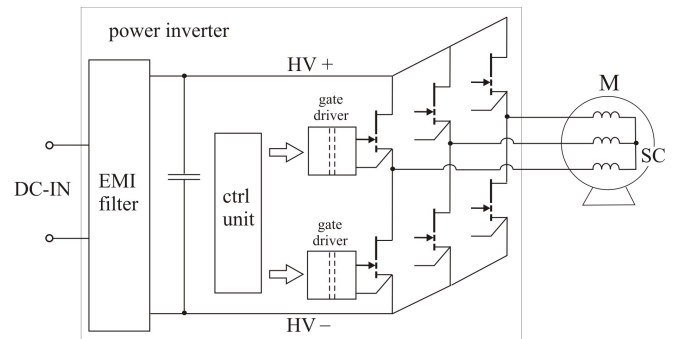 power inverter
HV +
M
gate
driver
SC
DC-IN
EMI
filter
ctrl
unit
gate
driver
HV −